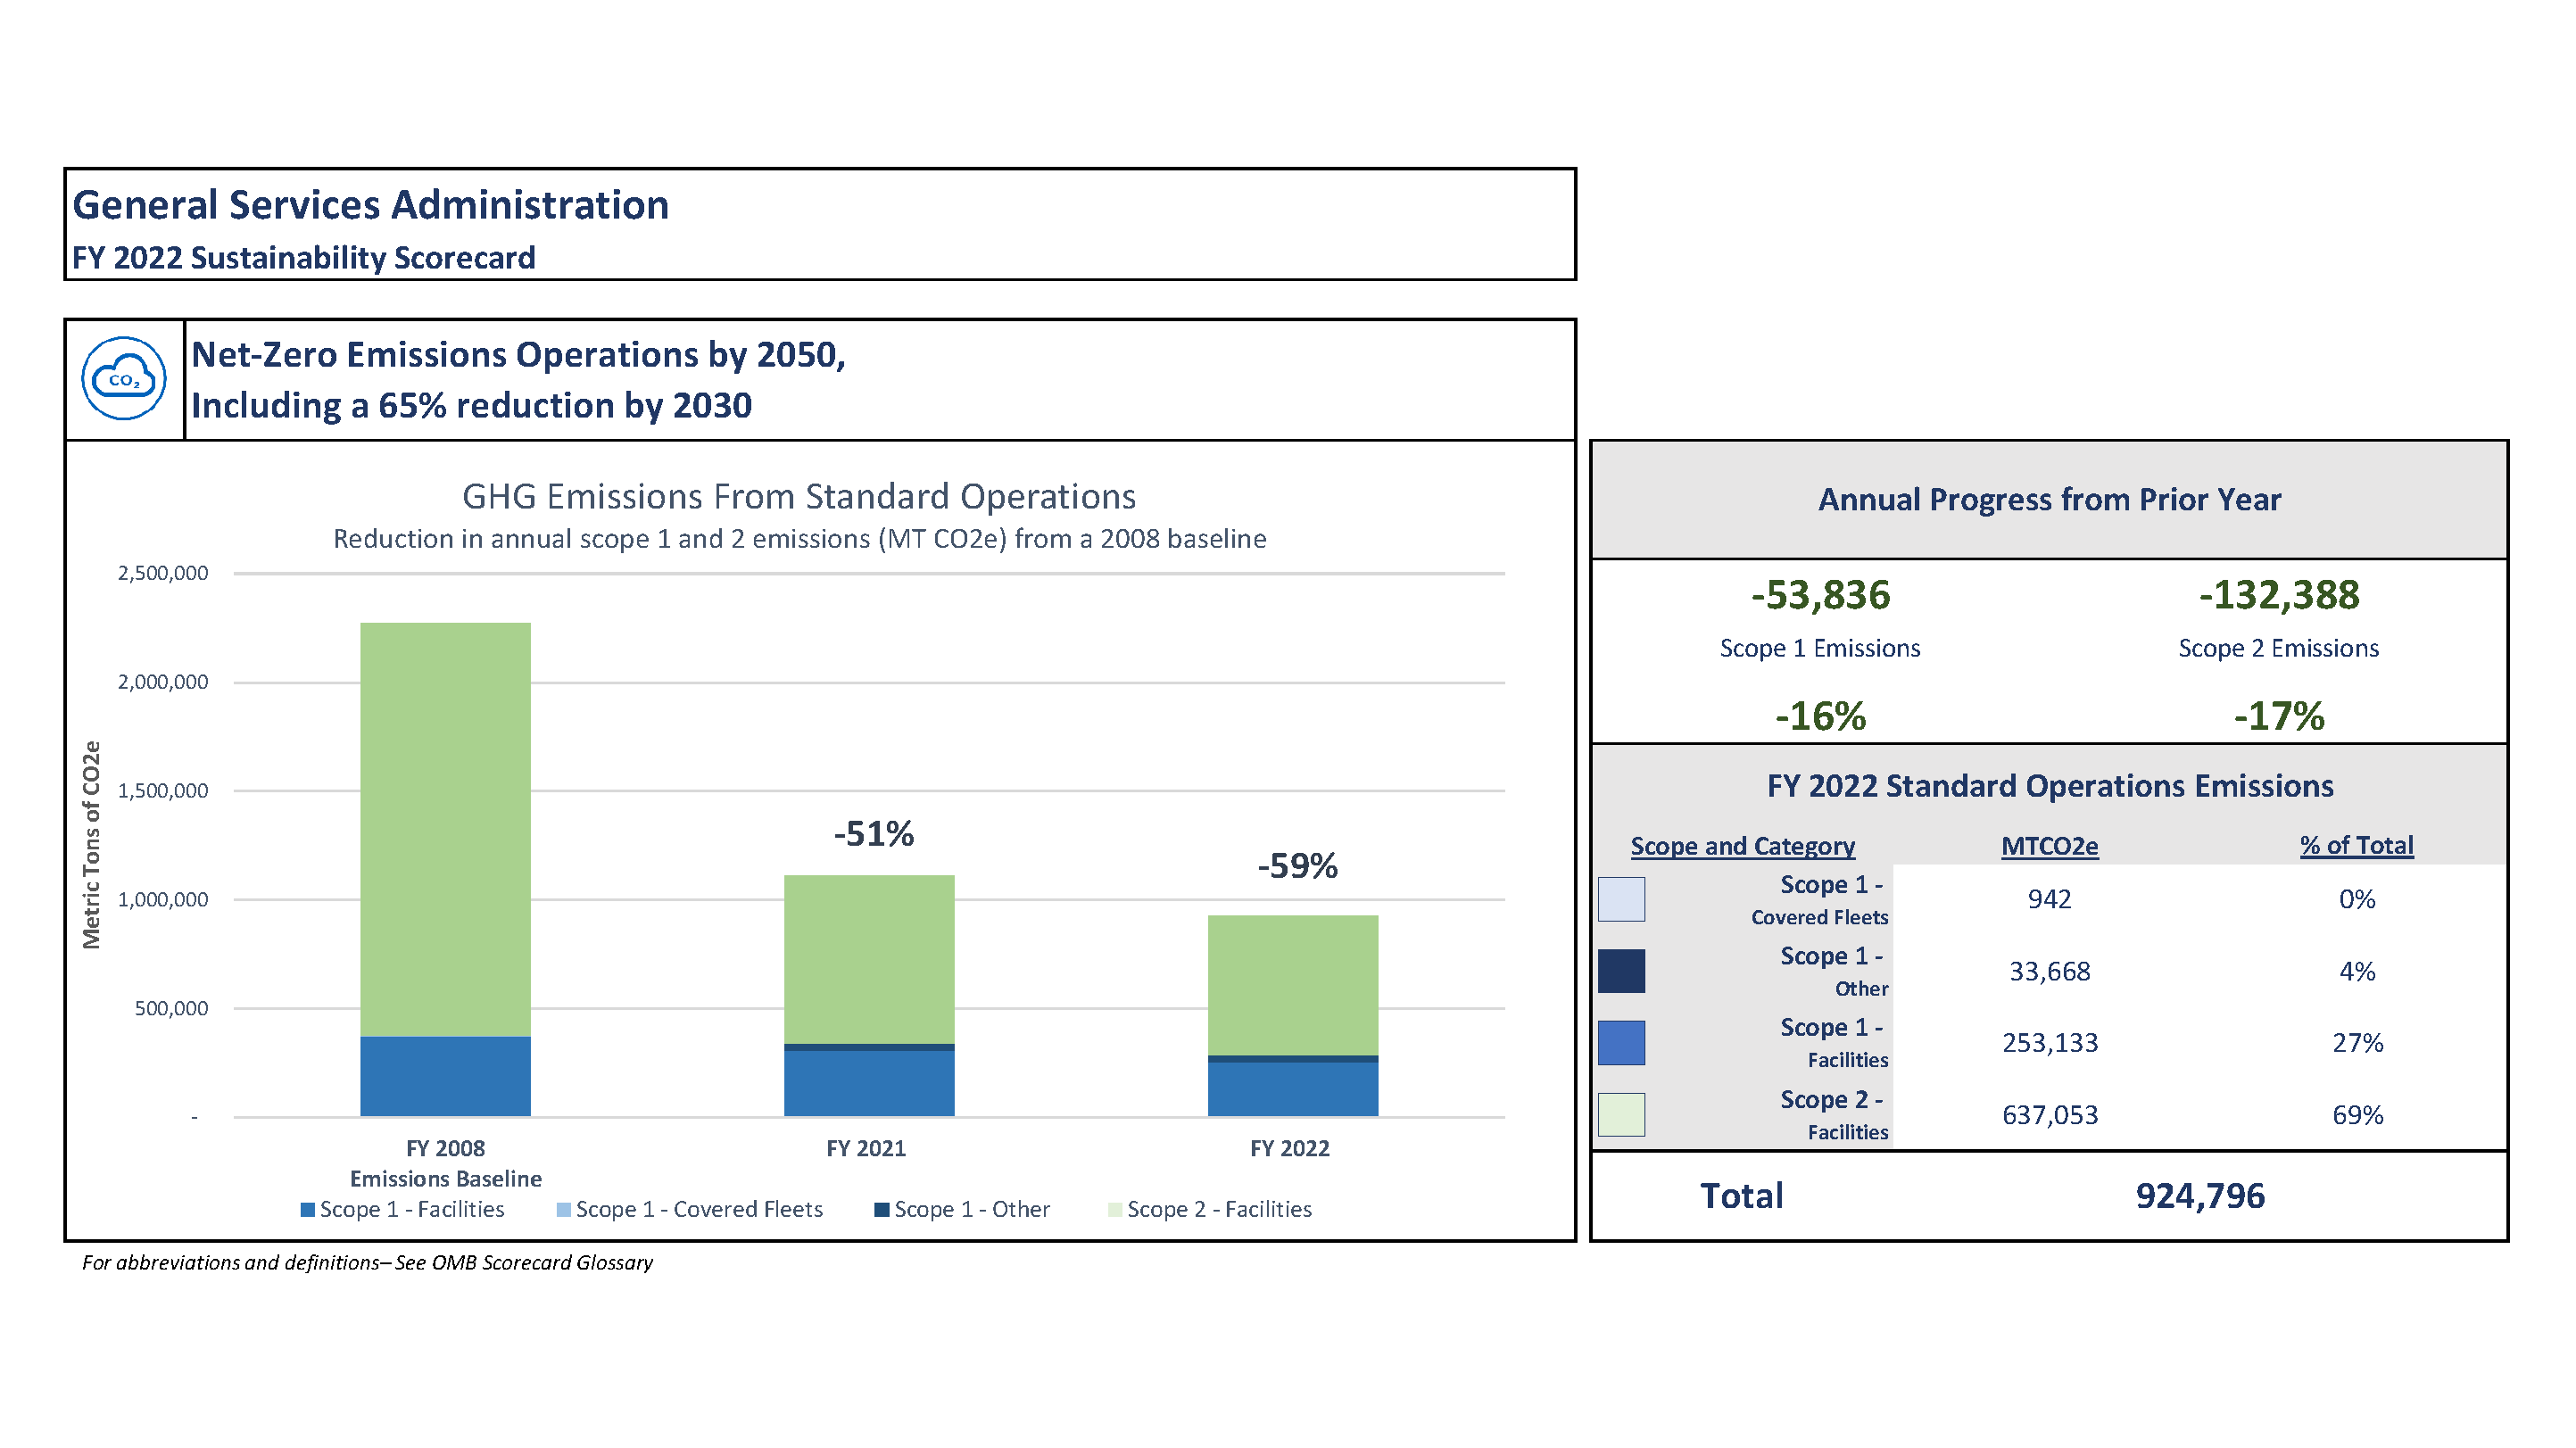 General Services Administration
FY 2022 Sustainability Scorecard
CO₂
Net-Zero Emissions Operations by 2050,
Including a 65% reduction by 2030
GHG Emissions From Standard Operations
Reduction in annual scope 1 and 2 emissions (MT CO2e) from a 2008 baseline
Metric Tons of CO2e
2,500,000
2,000,000
1,500,000
1,000,000
500,000
-
-51%
-59%
FY 2008
Emissions Baseline
FY 2021
FY 2022
Scope 1 - Facilities
Scope 1 - Covered Fleets
Scope 1 - Other
Scope 2 - Facilities
Annual Progress from Prior Year
-53,836 -132,388
Scope 1 Emissions Scope 2 Emissions
-16% -17%
FY 2022 Standard Operations Emissions
Scope and Category MTCO2e % of Total
Scope 1 -
Covered Fleets
942 0%
Scope 1 -
Other
33,668 4%
Scope 1 -
Facilities
253,133 27%
Scope 2 -
Facilities
637,053 69%
Total 924,796
For abbreviations and definitions– See OMB Scorecard Glossary